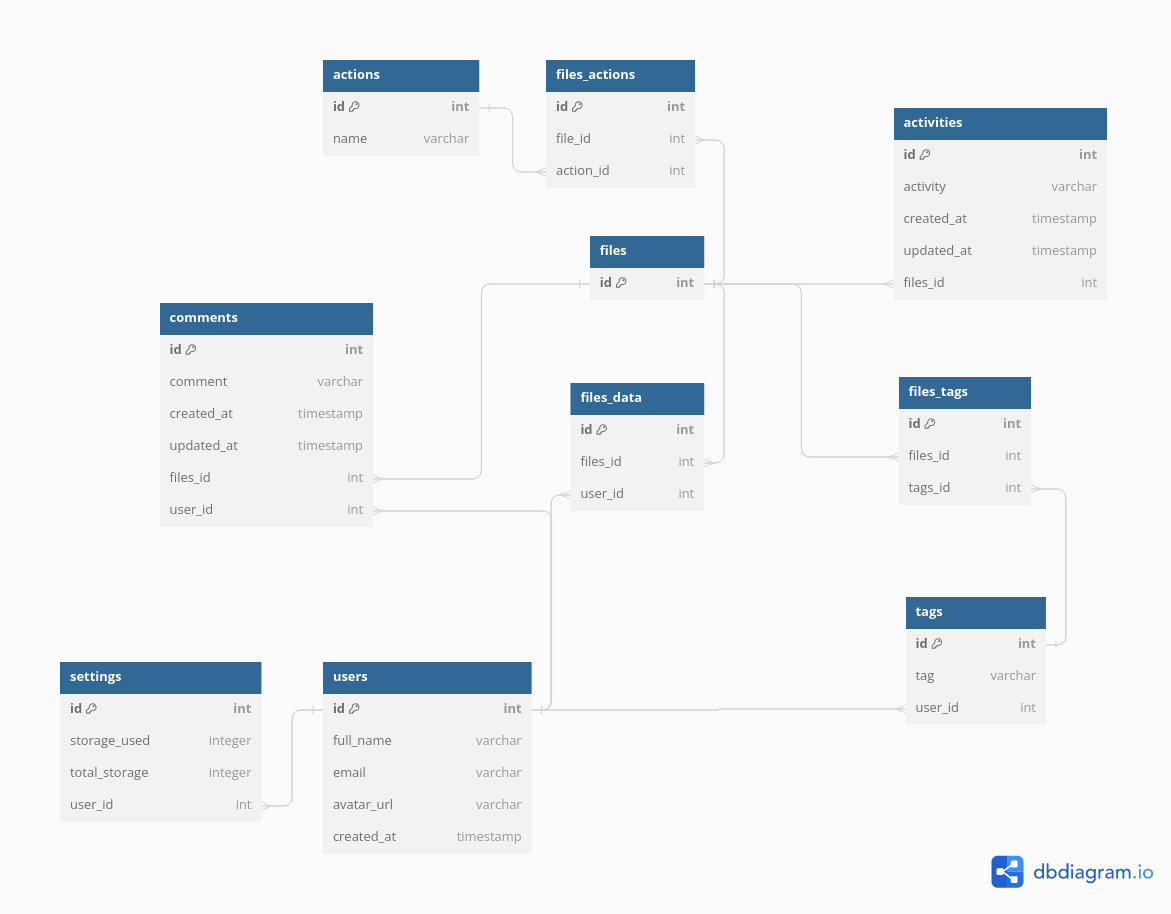 actions
id int
name varchar
files_actions
id int
file_id int
action_id int
activities
id int
activity varchar
created_at timestamp
updated_at timestamp
files_id int
files
id int
comments
id int
comment varchar
created_at timestamp
updated_at timestamp
files_id int
user_id int
files_data
id int
files_id int
user_id int
files_tags
id int
files_id int
tags_id int
tags
id int
tag varchar
user_id int
settings
id int
storage_used integer
total_storage integer
user_id int
users
id int
full_name varchar
email varchar
avatar_url varchar
created_at timestamp
dbdiagram.io